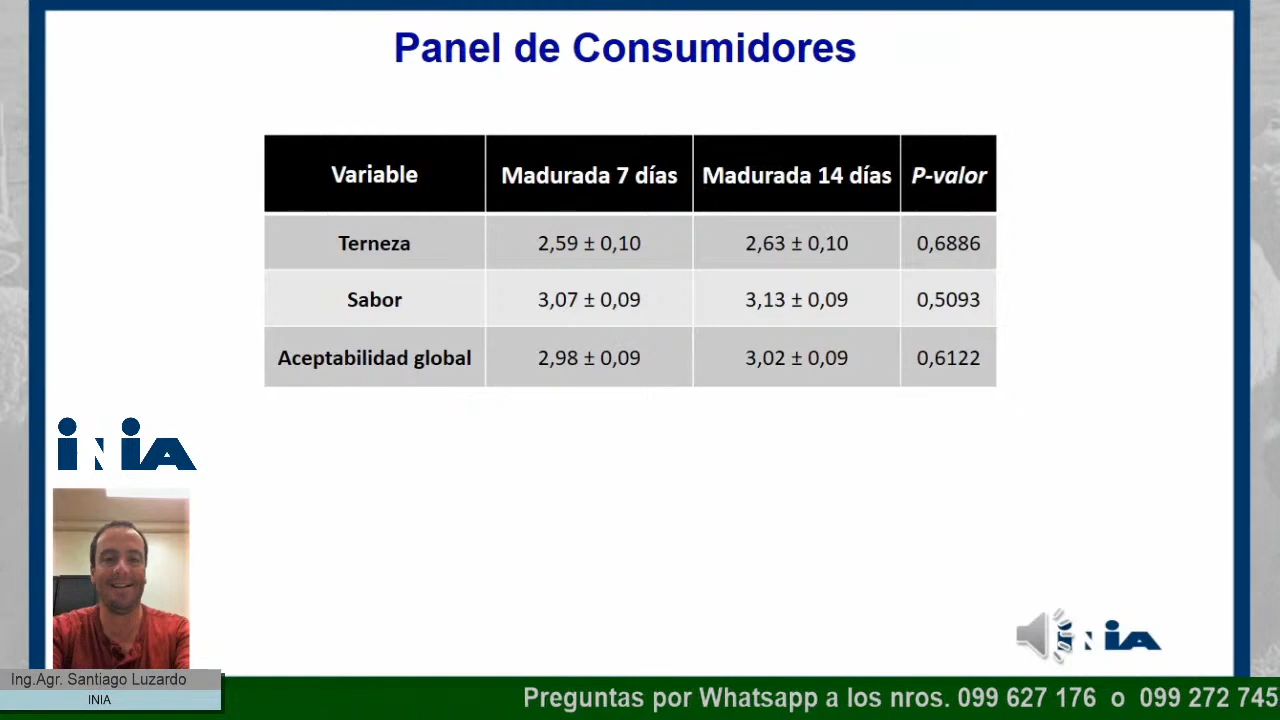 Panel de Consumidores
Variable Madurada 7 días Madurada 14 días P-valor
Terneza 2,59 ± 0,10 2,63 ± 0,10 0,6886
Sabor 3,07 ± 0,09 3,13 ± 0,09 0,5093
Aceptabilidad global 2,98 ± 0,09 3,02 ± 0,09 0,6122
iNiA
iNiA
Ing.Agr. Santiago Luzardo
INIA
Preguntas por Whatsapp a los nros. 099 627 176 o 099 272 745